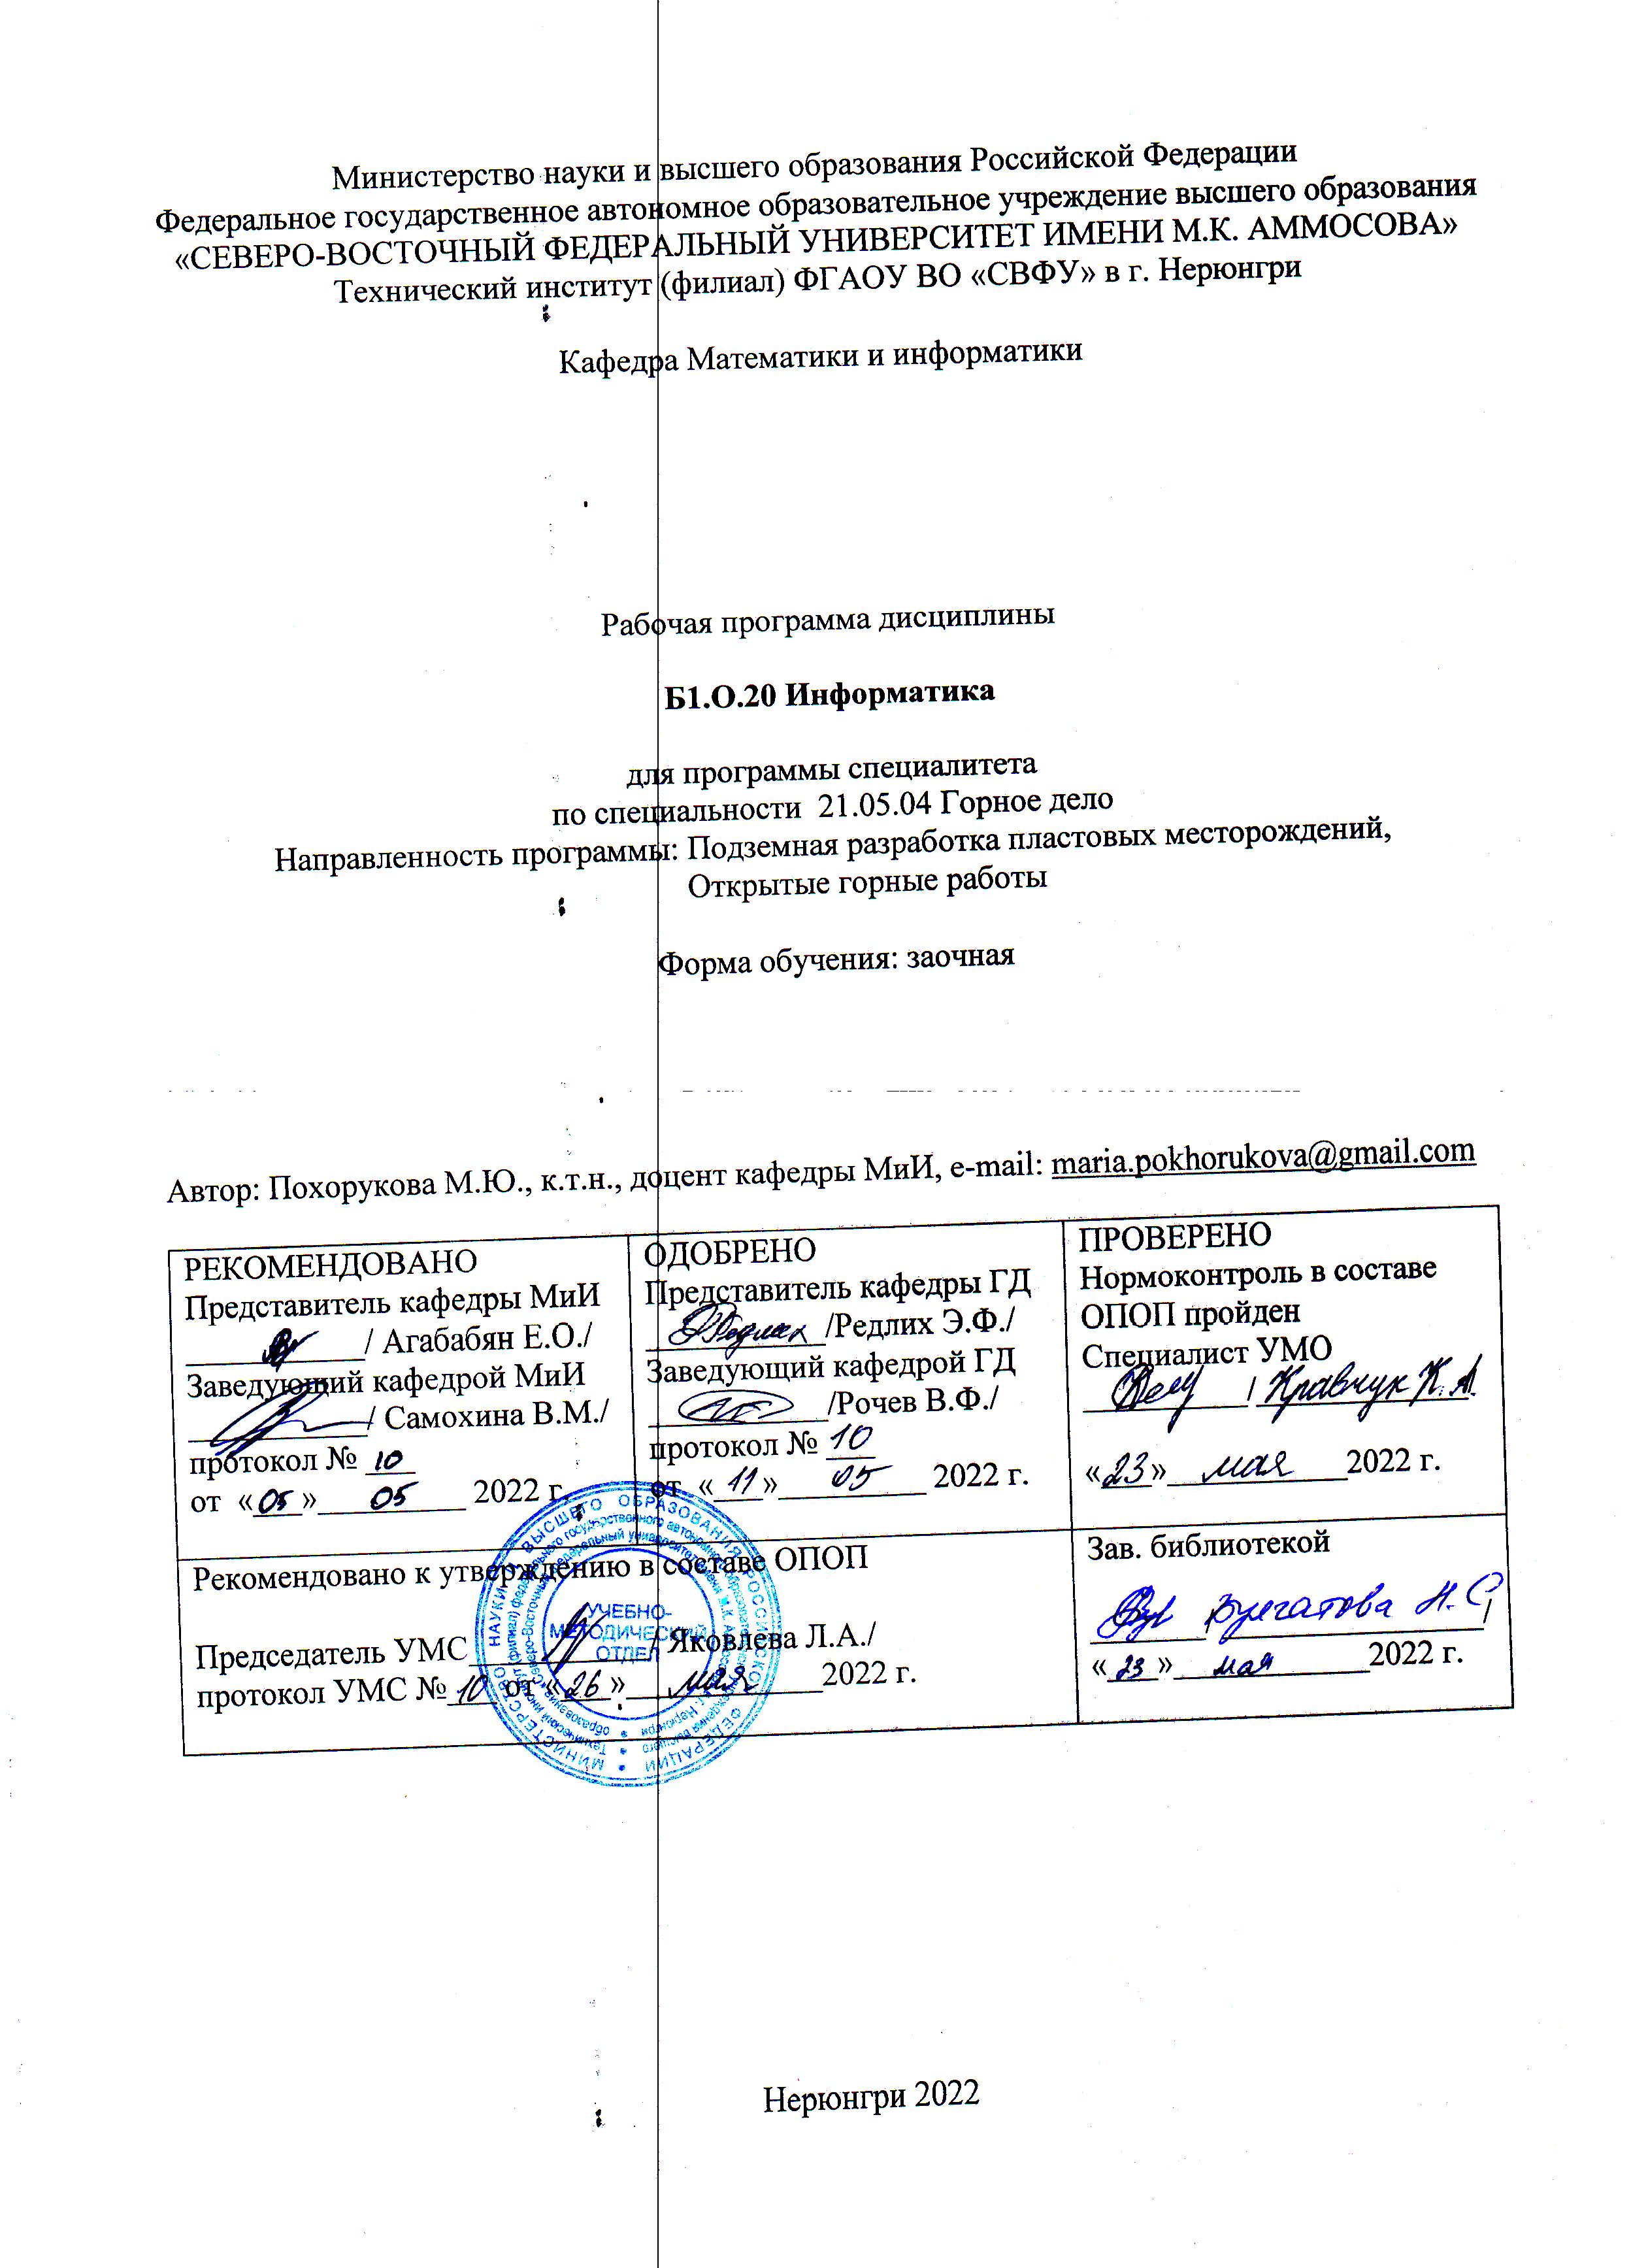 Министерство науки и высшего образования Российской Федерации
Федеральное государственное автономное образовательное учреждение высшего образования
«СЕВЕРО-ВОСТОЧНЫЙ ФЕДЕРАЛЬНЫЙ УНИВЕРСИТЕТ ИМЕНИ М.К. АММОСОВА»
Технический институт (филиал) ФГАОУ ВО «СВФУ» в г. Нерюнгри
Кафедра Математики и информатики
Рабочая программа дисциплины
Б1.О.20 Информатика
для программы специалитета
по специальности 21.05.04 Горное дело
Направленность программы: Подземная разработка пластовых месторождений,
Открытые горные работы
Форма обучения: заочная
Автор: Похорукова М.Ю., к.т.н., доцент кафедры МиИ, e-mail: maria.pokhorukova@gmail.com
РЕКОМЕНДОВАНО
Представитель кафедры МиИ
/ Агабабян Е.О./
Заведующий кафедрой МиИ
/ Самохина В.М./
протокол № 10
от «05» 05 2022 г.
ОДОБРЕНО
Представитель кафедры ГД
/Редлих Э.Ф./
Заведующий кафедрой ГД
/Рочев В.Ф./
протокол № 10
от «11» 05 2022 г.
ПРОВЕРЕНО
Нормоконтроль в составе
ОПОП пройден
Специалист УМО
/ Кравчук К.А.
«23» мая 2022 г.
Рекомендовано к утверждению в составе ОПОП
Председатель УМС / Яковлева Л.А./
протокол УМС № 10 от «26» мая 2022 г.
Зав. библиотекой
Н.С./
«23» мая 2022 г.
УЧЕБНО-
МЕТОДИЧЕСКИЙ
ОТДЕЛ
Нерюнгри 2022